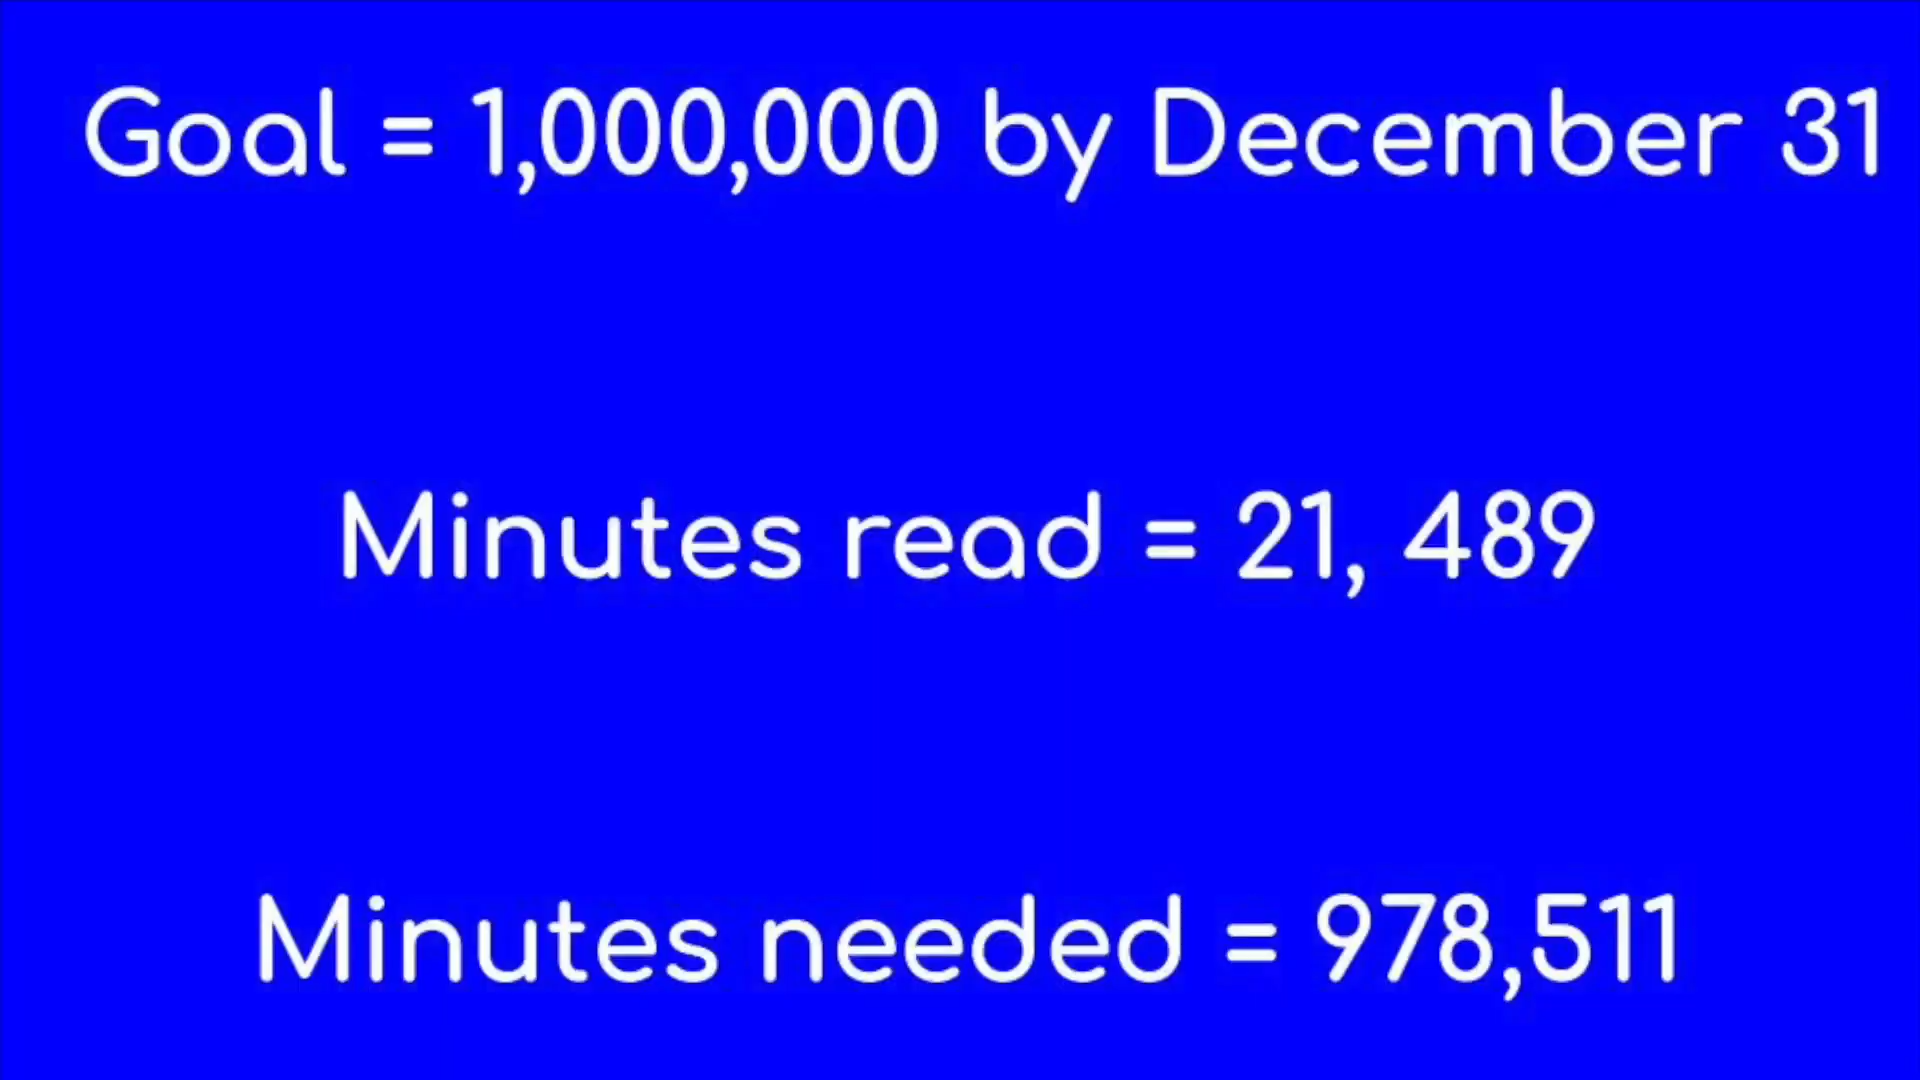 Goal = 1,000,000 by December 31
Minutes read = 21, 489
Minutes needed = 978,511